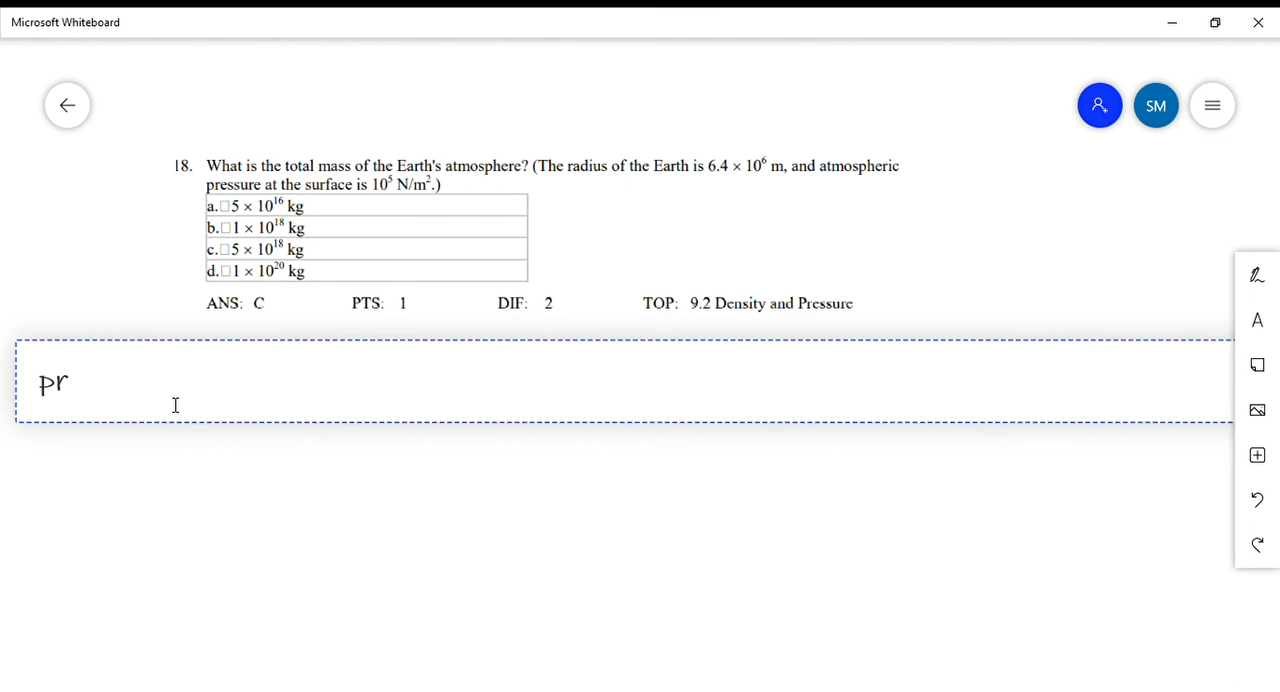 Microsoft Whiteboard
SM
18. What is the total mass of the Earth's atmosphere? (The radius of the Earth is 6.4 × 10⁶ m, and atmospheric
pressure at the surface is 10⁵ N/m².)
a.□5 × 10¹⁶ kg
b.□1 × 10¹⁸ kg
c.□5 × 10¹⁸ kg
d.□1 × 10²⁰ kg
ANS: C PTS: 1 DIF: 2 TOP: 9.2 Density and Pressure
pr